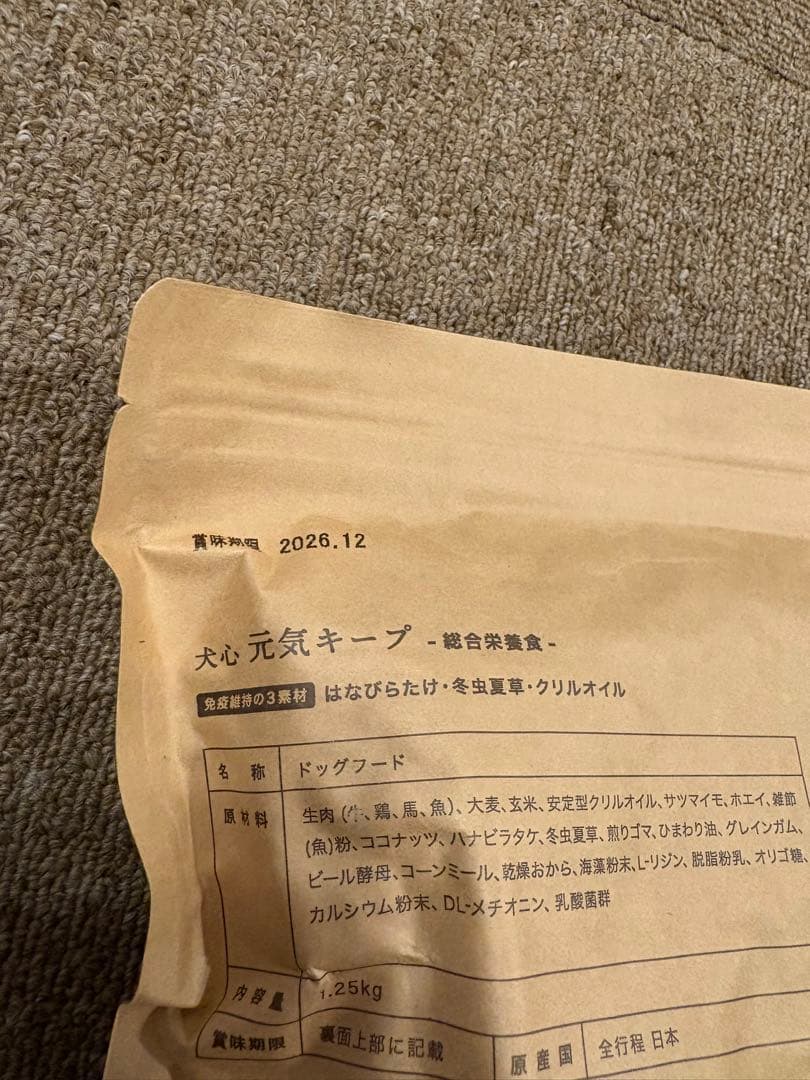 賞味期限 2026.12
犬心 元気キープ -総合栄養食-
免疫維持の3素材 はなびらたけ・冬虫夏草・クリルオイル
名 称 ドッグフード
原材料 生肉 (牛、鶏、馬、魚)、大麦、玄米、安定型クリルオイル、サツマイモ、ホエイ、雑節
(魚)粉、ココナッツ、ハナビラタケ、冬虫夏草、煎りゴマ、ひまわり油、グレインガム、
ビール酵母、コーンミール、乾燥おから、海藻粉末、L-リジン、脱脂粉乳、オリゴ糖、
カルシウム粉末、DL-メチオニン、乳酸菌群
内容量 1.25kg
賞味期限 裏面上部に記載 原産国 全行程 日本